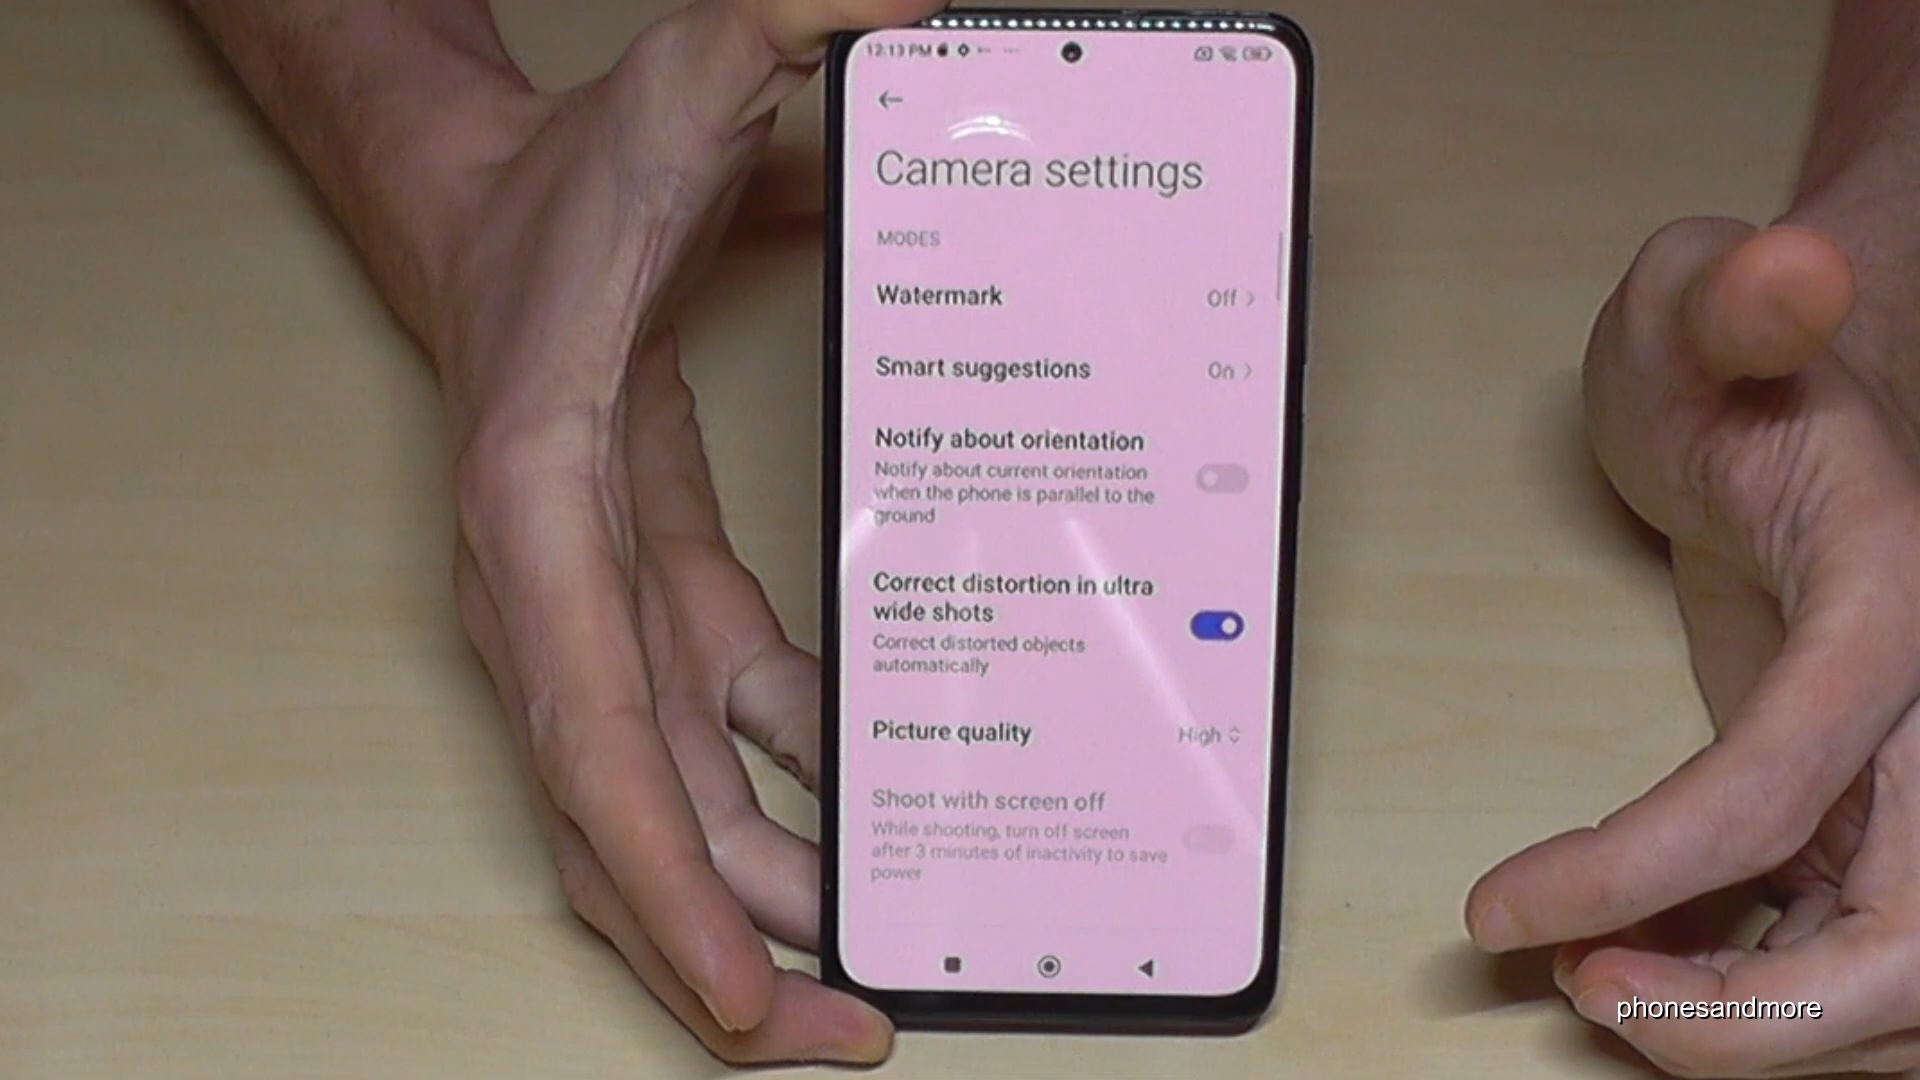 12:13 PM
Camera settings
MODES
Watermark Off
Smart suggestions On
Notify about orientation
Notify about current orientation
when the phone is parallel to the
ground
Correct distortion in ultra
wide shots
Correct distorted objects
automatically
Picture quality High
Shoot with screen off
While shooting, turn off screen
after 3 minutes of inactivity to save
power
phonesandmore